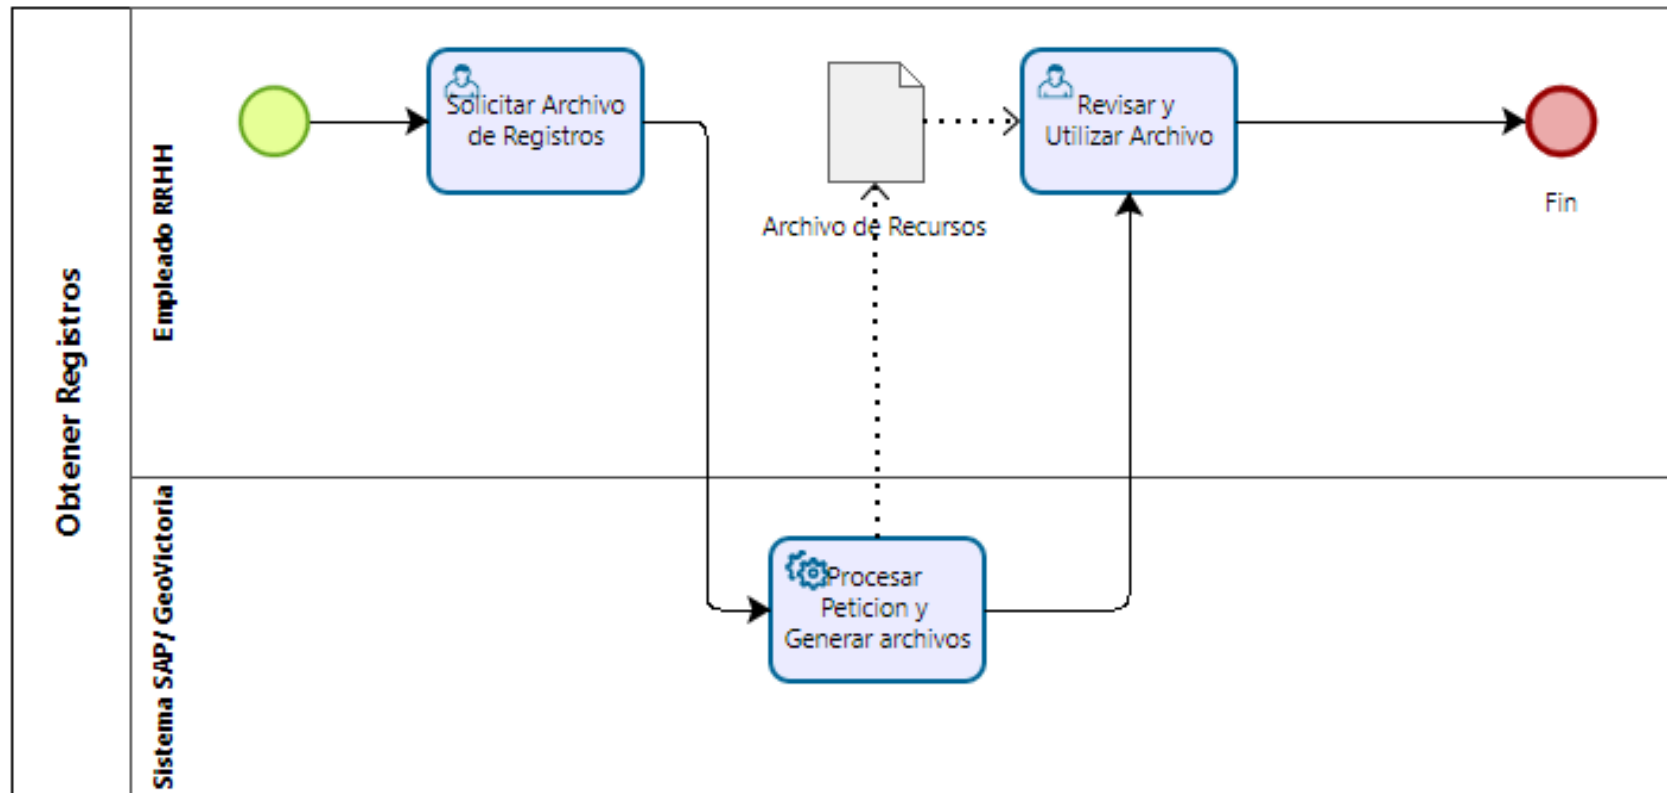 Obtener Registros
Empleado RRHH
Solicitar Archivo
de Registros
Archivo de Recursos
Revisar y
Utilizar Archivo
Fin
Sistema SAP/ GeoVictoria
Procesar
Peticion y
Generar archivos